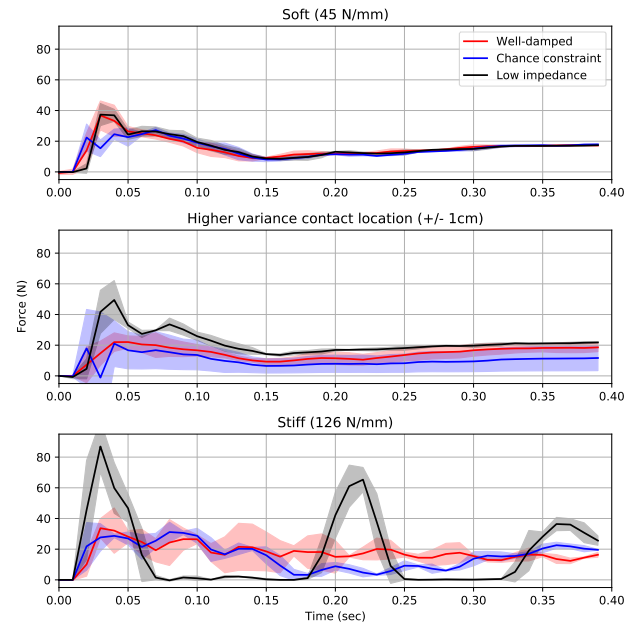 Soft (45 N/mm)
80
60
40
20
0
Well-damped
Chance constraint
Low impedance
0.00 0.05 0.10 0.15 0.20 0.25 0.30 0.35 0.40
Higher variance contact location (+/- 1cm)
80
60
40
20
0
Force (N)
0.00 0.05 0.10 0.15 0.20 0.25 0.30 0.35 0.40
Stiff (126 N/mm)
80
60
40
20
0
0.00 0.05 0.10 0.15 0.20 0.25 0.30 0.35 0.40
Time (sec)